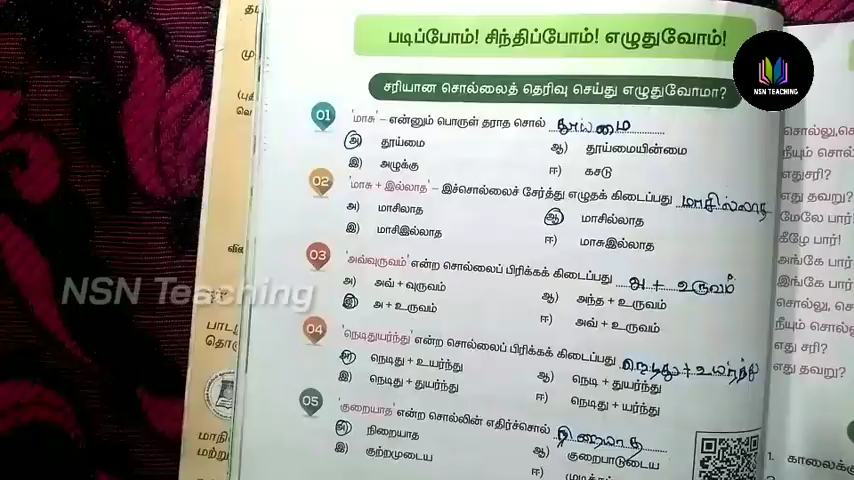 படிப்போம்! சிந்திப்போம்! எழுதுவோம்!
NSN TEACHING
சரியான சொல்லைத் தெரிவு செய்து எழுதுவோமா?
01 'மாசு' – என்னும் பொருள் தராத சொல் தூய்மை
அ) தூய்மை ஆ) தூய்மையின்மை
இ) அழுக்கு ஈ) கசடு
02 'மாசு + இல்லாத' – இச்சொல்லைச் சேர்த்து எழுதக் கிடைப்பது மாசில்லாத
அ) மாசிலாத ஆ) மாசில்லாத
இ) மாசிஇல்லாத ஈ) மாசுஇல்லாத
03 'அவ்வுருவம்' என்ற சொல்லைப் பிரிக்கக் கிடைப்பது அ + உருவம்
அ) அவ் + வுருவம் ஆ) அந்த + உருவம்
இ) அ + உருவம் ஈ) அவ் + உருவம்
NSN Teaching
04 'நெடிதுயர்ந்து' என்ற சொல்லைப் பிரிக்கக் கிடைப்பது நெடிது + உயர்ந்து
அ) நெடிது + உயர்ந்து ஆ) நெடி + துயர்ந்து
இ) நெடிது + துயர்ந்து ஈ) நெடிது + யர்ந்து
05 'குறையாத' என்ற சொல்லின் எதிர்ச்சொல் நிறையாத
அ) நிறையாத ஆ) குறைபாடுடைய
இ) குற்றமுடைய ஈ)
எதுசரி?
எது தவறு?
மேலே பார்!
கீழே பார்!
அங்கே பார்
இங்கே பார்
எது சரி?
எது தவறு?
1. காலைக்கு